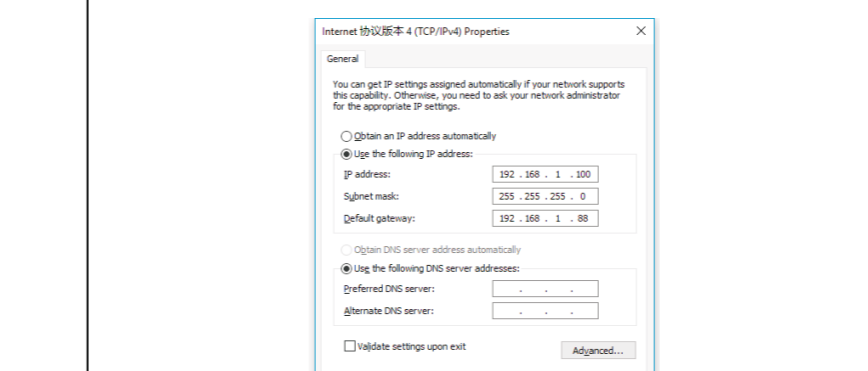 Internet 协议版本 4 (TCP/IPv4) Properties
General
You can get IP settings assigned automatically if your network supports
this capability. Otherwise, you need to ask your network administrator
for the appropriate IP settings.
Obtain an IP address automatically
Use the following IP address:
IP address: 192 . 168 . 1 . 100
Subnet mask: 255 . 255 . 255 . 0
Default gateway: 192 . 168 . 1 . 88
Obtain DNS server address automatically
Use the following DNS server addresses:
Preferred DNS server: . . .
Alternate DNS server: . . .
Validate settings upon exit
Advanced...